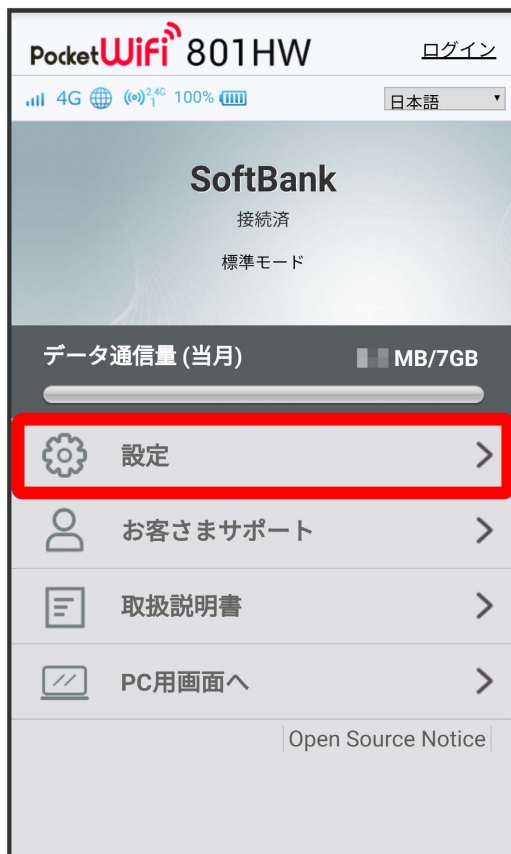 PocketWiFi 801HW ログイン
4G 2.4G 1 100% 日本語
SoftBank
接続済
標準モード
データ通信量 (当月) MB/7GB
設定
お客さまサポート
取扱説明書
PC用画面へ
Open Source Notice